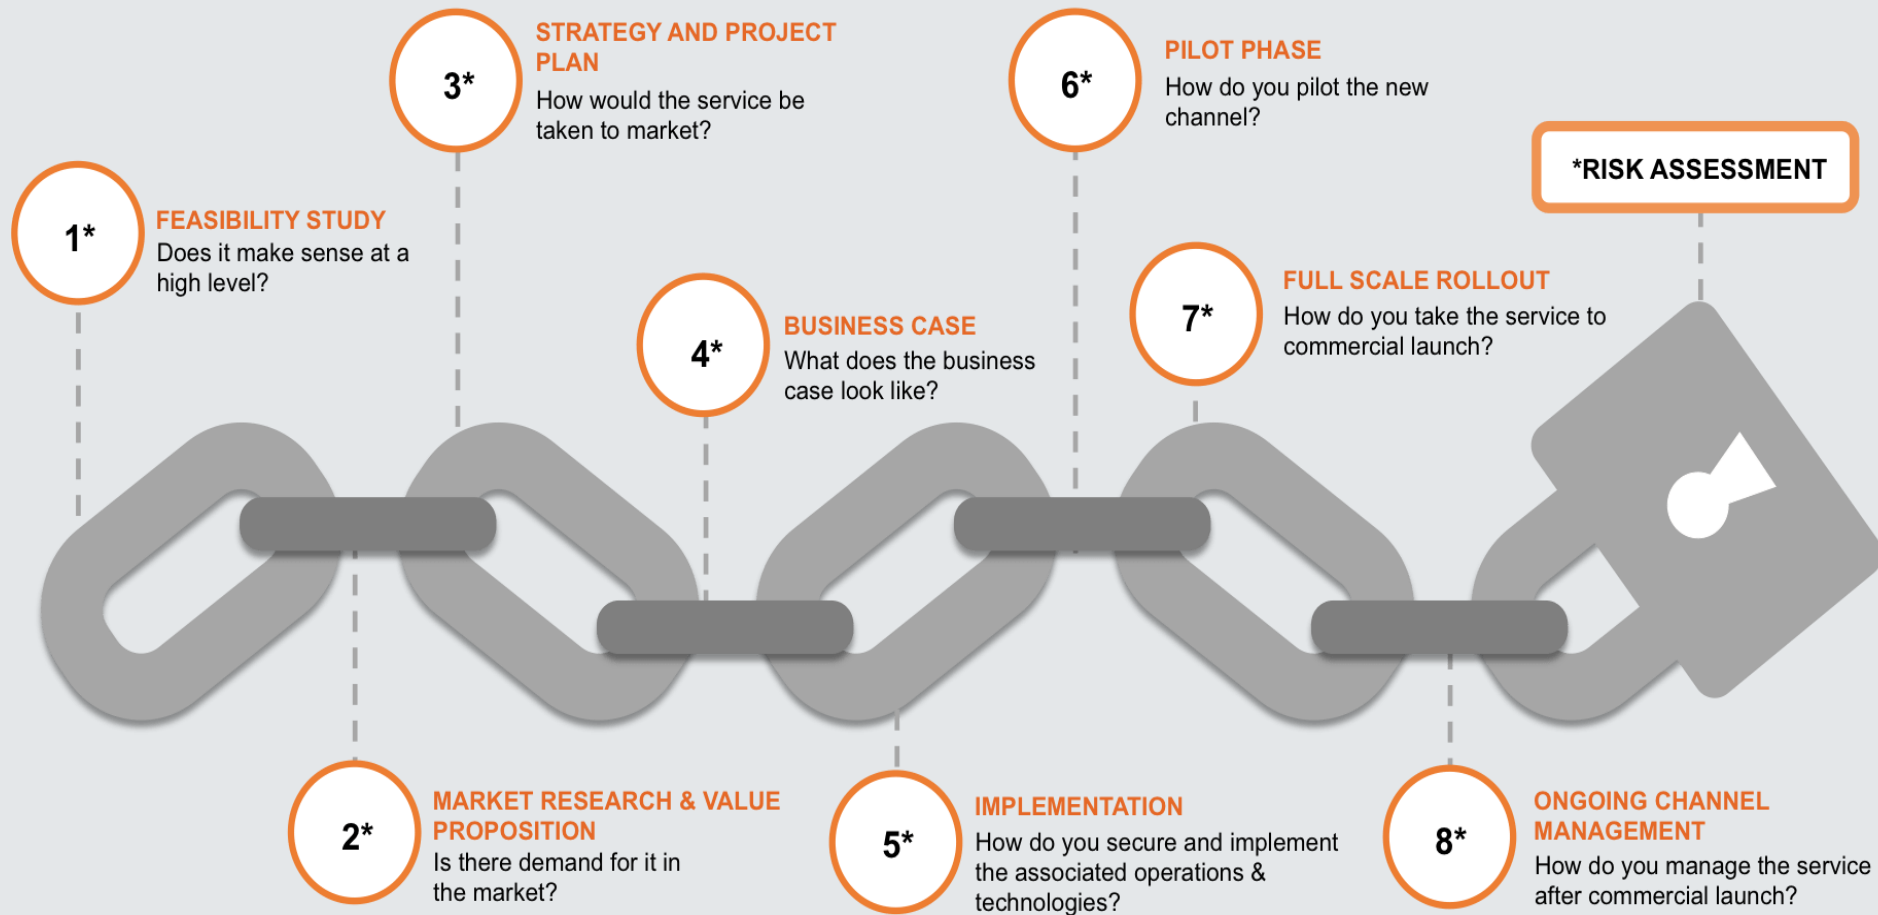 1*
FEASIBILITY STUDY
Does it make sense at a
high level?
2*
MARKET RESEARCH & VALUE
PROPOSITION
Is there demand for it in
the market?
3*
STRATEGY AND PROJECT
PLAN
How would the service be
taken to market?
4*
BUSINESS CASE
What does the business
case look like?
5*
IMPLEMENTATION
How do you secure and implement
the associated operations &
technologies?
6*
PILOT PHASE
How do you pilot the new
channel?
7*
FULL SCALE ROLLOUT
How do you take the service to
commercial launch?
8*
ONGOING CHANNEL
MANAGEMENT
How do you manage the service
after commercial launch?
*RISK ASSESSMENT